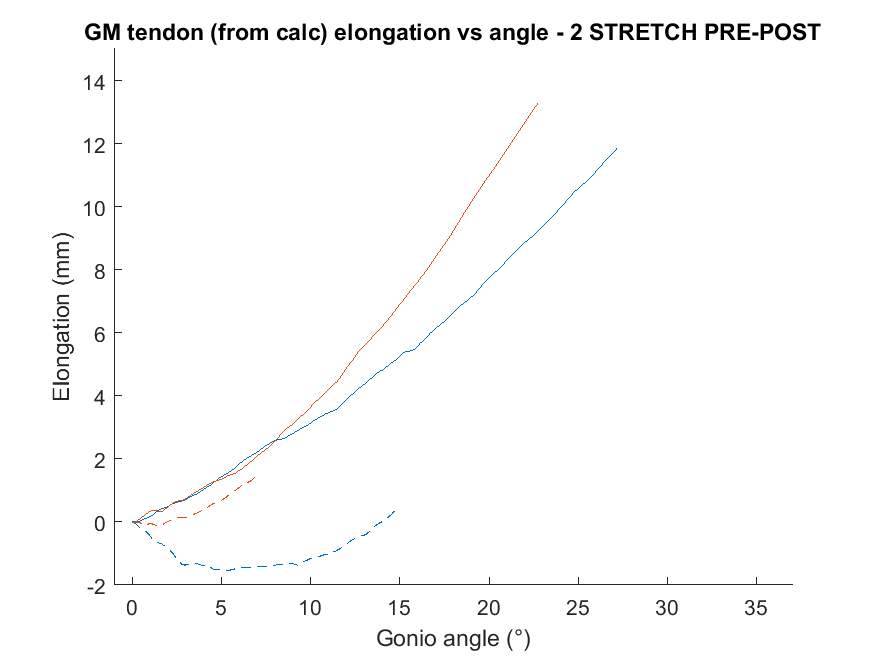 GM tendon (from calc) elongation vs angle - 2 STRETCH PRE-POST
14
12
10
8
6
4
2
0
-2
Elongation (mm)
0 5 10 15 20 25 30 35
Gonio angle (°)